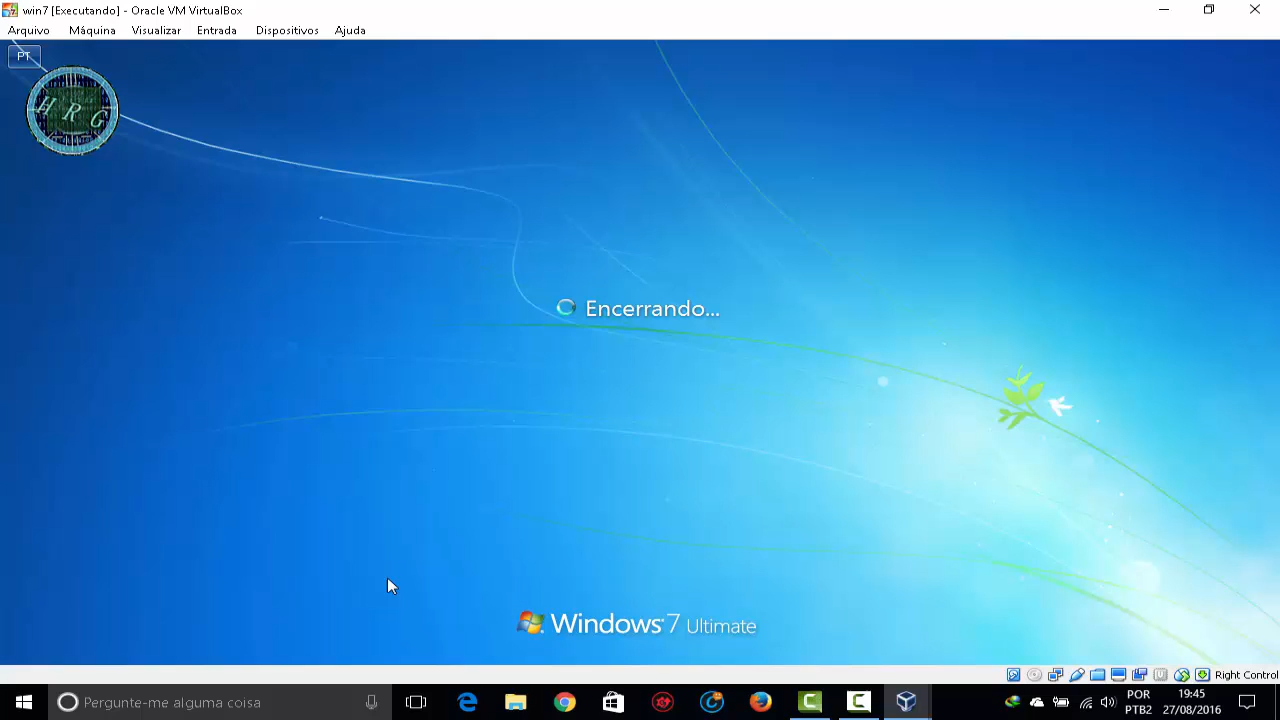 win7 [Executando] - Oracle VM VirtualBox
Arquivo Máquina Visualizar Entrada Dispositivos Ajuda
PT
H R G
Encerrando...
Windows 7 Ultimate
Right Control
Pergunte-me alguma coisa
POR
PTB2
19:45
27/08/2016